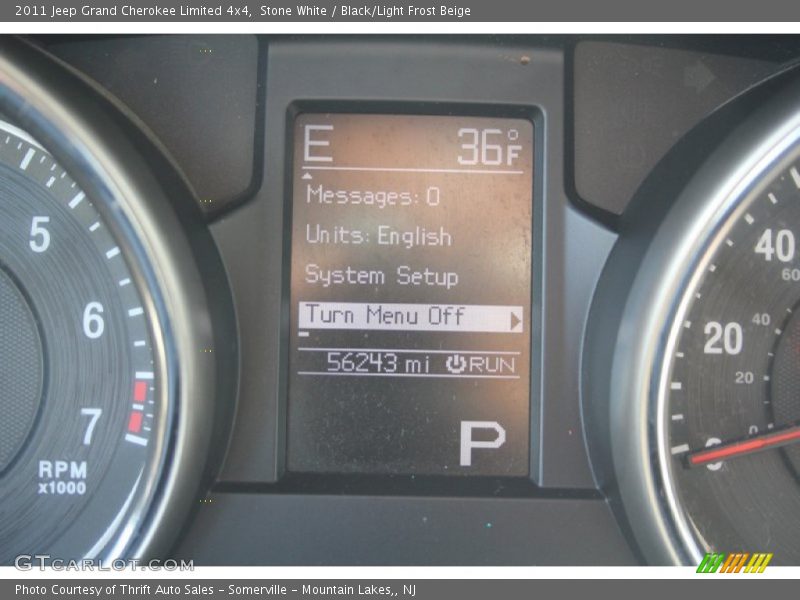 2011 Jeep Grand Cherokee Limited 4x4, Stone White / Black/Light Frost Beige
E 36°F
Messages: 0
Units: English
System Setup
Turn Menu Off
56243 mi RUN
P
5
6
7
RPM
x1000
40
60
20
40
20
0
0
GTcarlot.com
Photo Courtesy of Thrift Auto Sales - Somerville - Mountain Lakes,, NJ